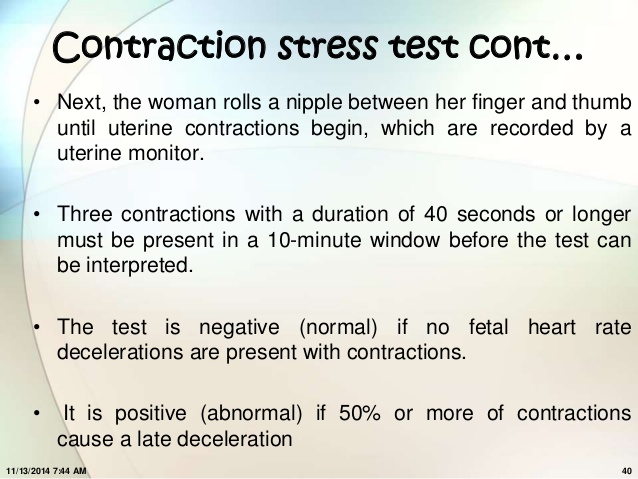 Contraction stress test cont...
• Next, the woman rolls a nipple between her finger and thumb
until uterine contractions begin, which are recorded by a
uterine monitor.
• Three contractions with a duration of 40 seconds or longer
must be present in a 10-minute window before the test can
be interpreted.
• The test is negative (normal) if no fetal heart rate
decelerations are present with contractions.
• It is positive (abnormal) if 50% or more of contractions
cause a late deceleration
11/13/2014 7:44 AM 40